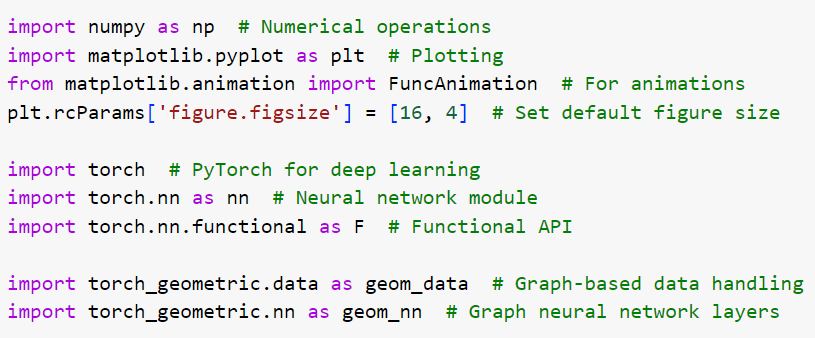 import numpy as np  # Numerical operations
import matplotlib.pyplot as plt  # Plotting
from matplotlib.animation import FuncAnimation  # For animations
plt.rcParams['figure.figsize'] = [16, 4]  # Set default figure size
import torch  # PyTorch for deep learning
import torch.nn as nn  # Neural network module
import torch.nn.functional as F  # Functional API
import torch_geometric.data as geom_data  # Graph-based data handling
import torch_geometric.nn as geom_nn  # Graph neural network layers